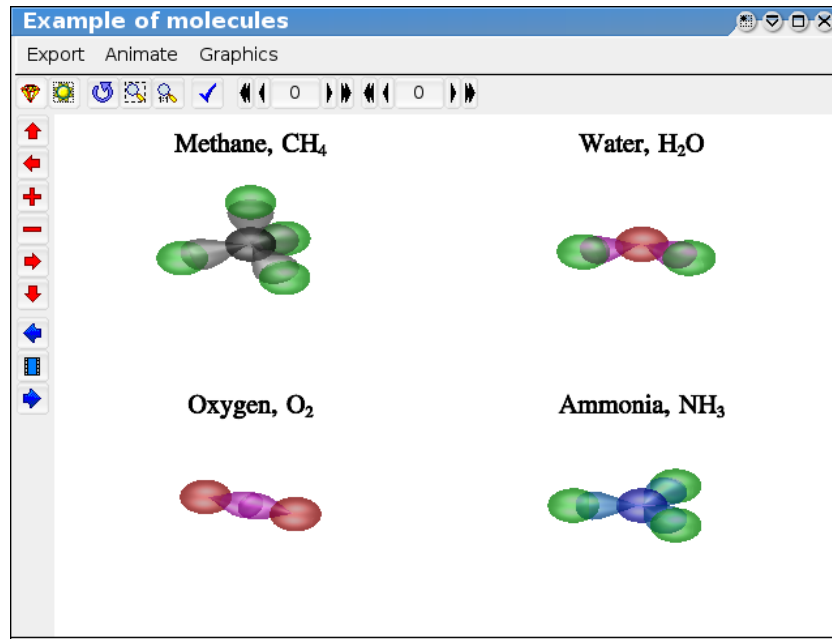 Example of molecules
Export Animate Graphics
0 0
Methane, CH₄ Water, H₂O
Oxygen, O₂ Ammonia, NH₃